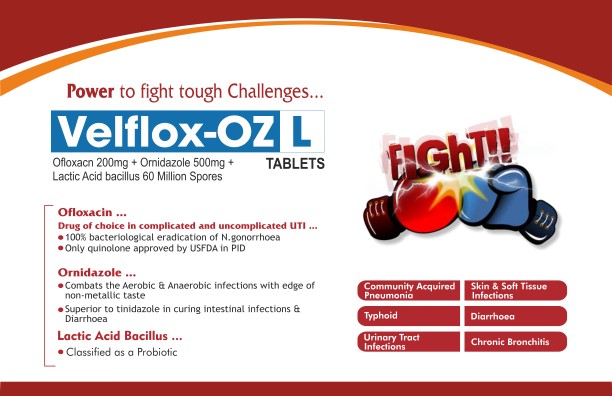 Power to fight tough Challenges...
Velflox-OZ L
Ofloxacn 200mg + Ornidazole 500mg +
Lactic Acid bacillus 60 Million Spores
TABLETS
FIGHT!!
Ofloxacin ...
Drug of choice in complicated and uncomplicated UTI ...
100% bacteriological eradication of N.gonorrhoea
Only quinolone approved by USFDA in PID
Ornidazole ...
Combats the Aerobic & Anaerobic infections with edge of
non-metallic taste
Superior to tinidazole in curing intestinal infections &
Diarrhoea
Lactic Acid Bacillus ...
Classified as a Probiotic
Community Acquired
Pneumonia
Skin & Soft Tissue
Infections
Typhoid
Diarrhoea
Urinary Tract
Infections
Chronic Bronchitis